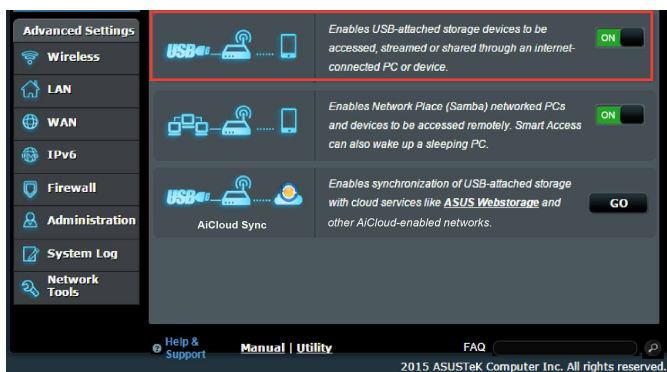 Advanced Settings
Wireless
LAN
WAN
IPv6
Firewall
Administration
System Log
Network
Tools
USB
Enables USB-attached storage devices to be
accessed, streamed or shared through an internet-
connected PC or device.
ON
Enables Network Place (Samba) networked PCs
and devices to be accessed remotely. Smart Access
can also wake up a sleeping PC.
ON
USB
AiCloud Sync
Enables synchronization of USB-attached storage
with cloud services like ASUS Webstorage and
other AiCloud-enabled networks.
GO
Help &
Support
Manual | Utility
FAQ
2015 ASUSTeK Computer Inc. All rights reserved.